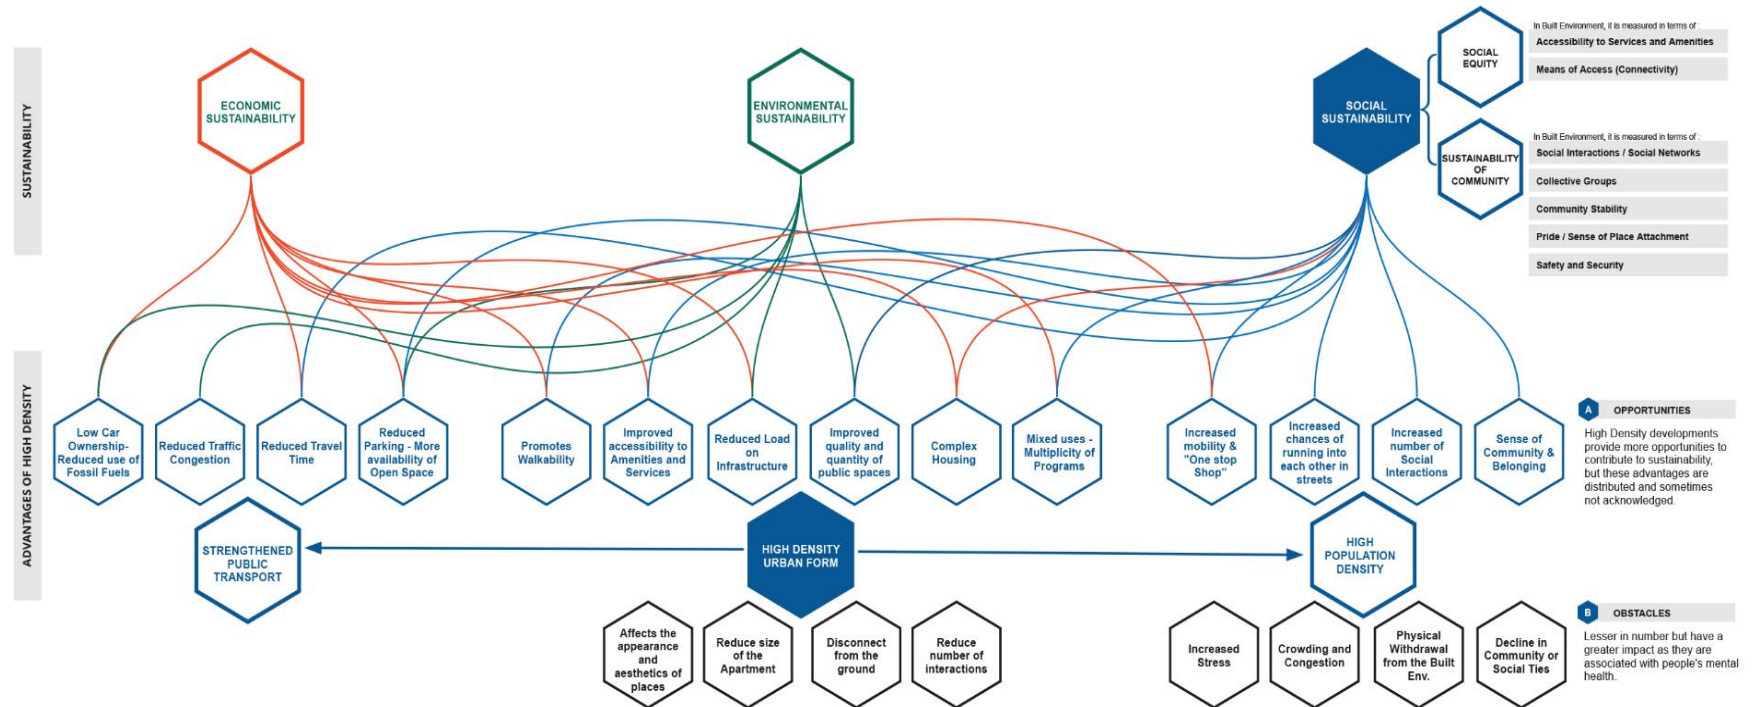 SUSTAINABILITY
ECONOMIC
SUSTAINABILITY
ENVIRONMENTAL
SUSTAINABILITY
SOCIAL
SUSTAINABILITY
SOCIAL
EQUITY
In Built Environment, it is measured in terms of :
Accessibility to Services and Amenities
Means of Access (Connectivity)
SUSTAINABILITY
OF
COMMUNITY
In Built Environment, it is measured in terms of :
Social Interactions / Social Networks
Collective Groups
Community Stability
Pride / Sense of Place Attachment
Safety and Security
ADVANTAGES OF HIGH DENSITY
Low Car
Ownership-
Reduced use of
Fossil Fuels
Reduced Traffic
Congestion
Reduced Travel
Time
Reduced
Parking - More
availability of
Open Space
Promotes
Walkability
Improved
accessibility to
Amenities and
Services
Reduced Load
on
Infrastructure
Improved
quality and
quantity of
public spaces
Complex
Housing
Mixed uses -
Multiplicity of
Programs
Increased
mobility &
"One stop
Shop"
Increased
chances of
running into
each other in
streets
Increased
number of
Social
Interactions
Sense of
Community &
Belonging
A OPPORTUNITIES
High Density developments
provide more opportunities to
contribute to sustainability,
but these advantages are
distributed and sometimes
not acknowledged.
STRENGTHENED
PUBLIC
TRANSPORT
HIGH DENSITY
URBAN FORM
HIGH
POPULATION
DENSITY
Affects the
appearance
and
aesthetics of
places
Reduce size
of the
Apartment
Disconnect
from the
ground
Reduce
number of
interactions
Increased
Stress
Crowding and
Congestion
Physical
Withdrawal
from the Built
Env.
Decline in
Community or
Social Ties
B OBSTACLES
Lesser in number but have a
greater impact as they are
associated with people's mental
health.